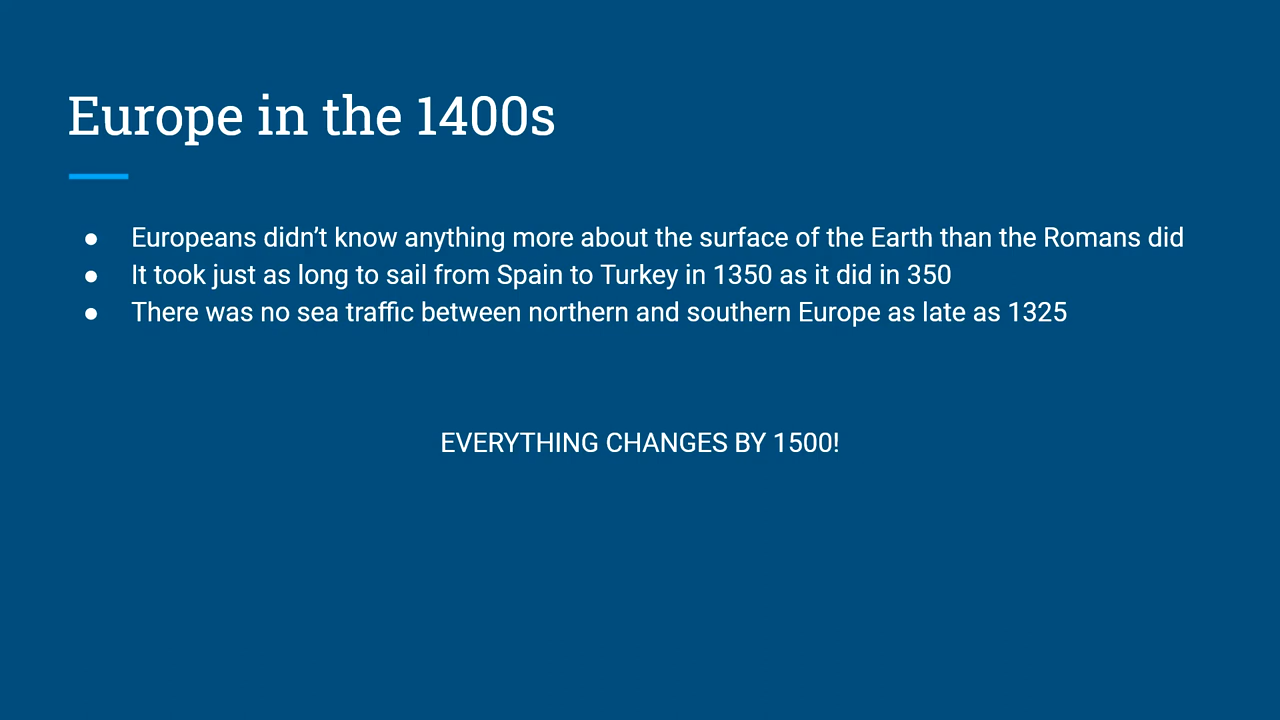 Europe in the 1400s
● Europeans didn’t know anything more about the surface of the Earth than the Romans did
● It took just as long to sail from Spain to Turkey in 1350 as it did in 350
● There was no sea traffic between northern and southern Europe as late as 1325
EVERYTHING CHANGES BY 1500!